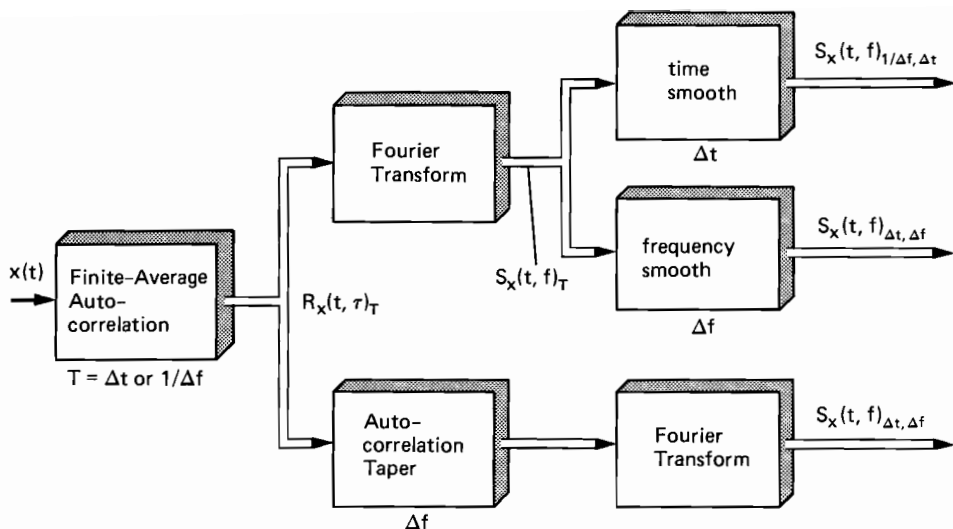 x(t)
Finite-Average
Auto-
correlation
T = Δt or 1/Δf
R_x(t, τ)_T
Fourier
Transform
S_x(t, f)_T
time
smooth
Δt
S_x(t, f)_{1/Δf, Δt}
frequency
smooth
Δf
S_x(t, f)_{Δt, Δf}
Auto-
correlation
Taper
Δf
Fourier
Transform
S_x(t, f)_{Δt, Δf}